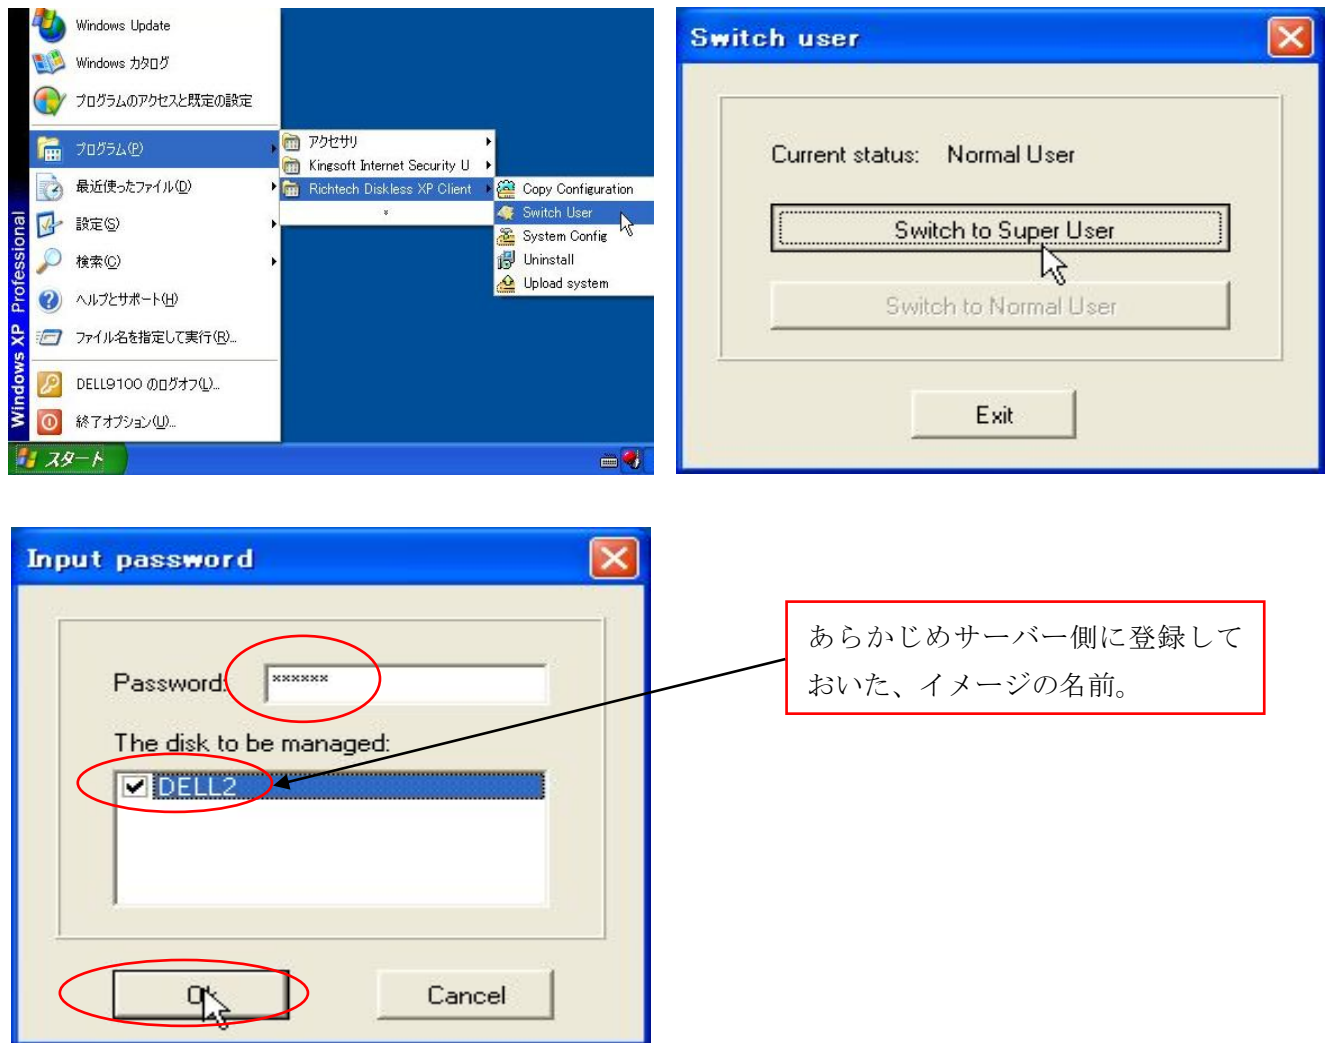 Windows Update
Windows カタログ
プログラムのアクセスと既定の設定
プログラム(P)
最近使ったファイル(D)
設定(S)
検索(C)
ヘルプとサポート(H)
ファイル名を指定して実行(R)...
DELL9100 のログオフ(L)...
終了オプション(U)...
Windows XP Professional
スタート
アクセサリ
Kingsoft Internet Security U
Richtech Diskless XP Client
Copy Configuration
Switch User
System Config
Uninstall
Upload system
Switch user
Current status: Normal User
Switch to Super User
Switch to Normal User
Exit
Input password
Password: ******
The disk to be managed:
DELL2
Ok
Cancel
あらかじめサーバー側に登録して
おいた、イメージの名前。